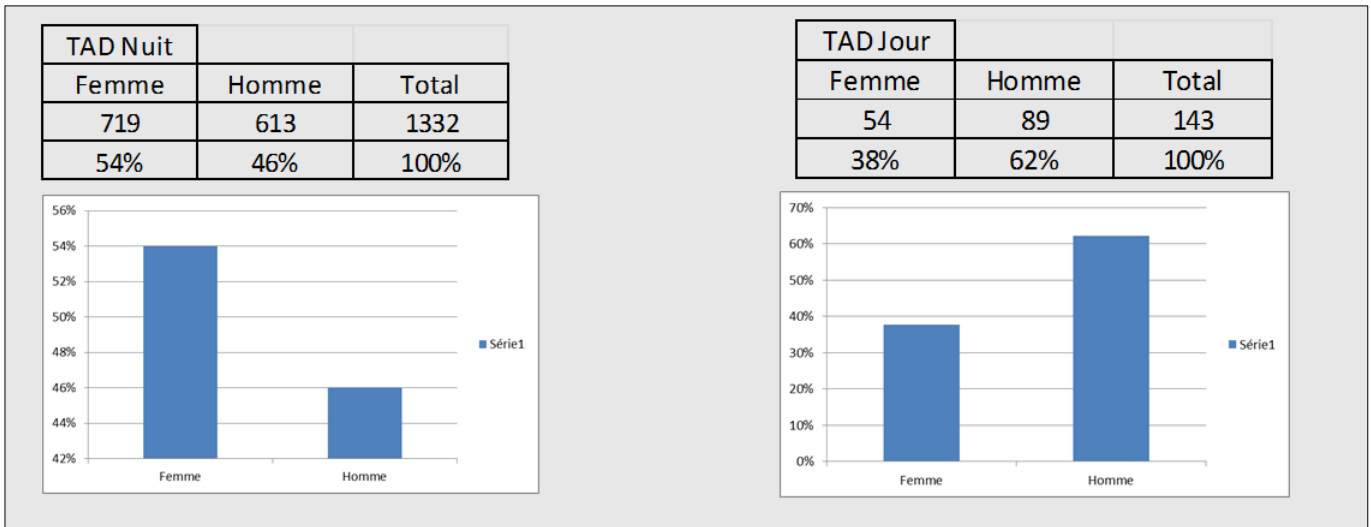 TAD Nuit
Femme Homme Total
719 613 1332
54% 46% 100%
56%
54%
52%
50%
48%
46%
44%
42%
Femme Homme
Série1
TAD Jour
Femme Homme Total
54 89 143
38% 62% 100%
70%
60%
50%
40%
30%
20%
10%
0%
Femme Homme
Série1